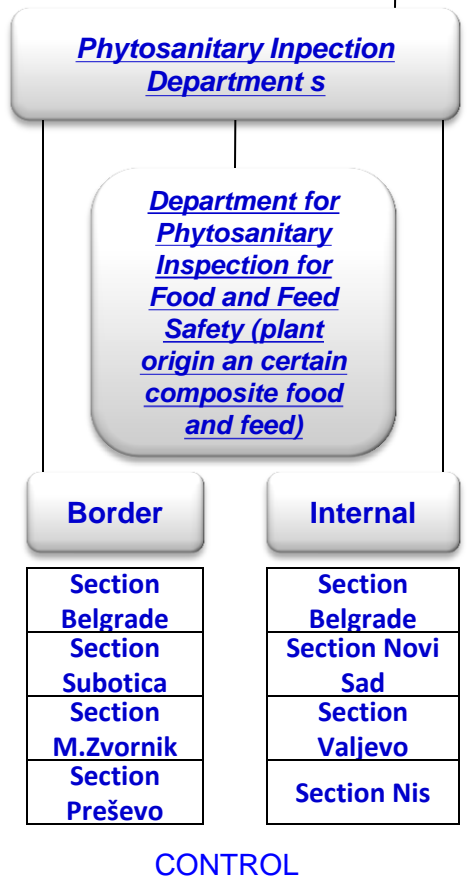 Phytosanitary Inpection
Department s
Department for
Phytosanitary
Inspection for
Food and Feed
Safety (plant
origin an certain
composite food
and feed)
Border
Internal
Section
Belgrade
Section
Subotica
Section
M.Zvornik
Section
Preševo
Section
Belgrade
Section Novi
Sad
Section
Valjevo
Section Nis
CONTROL